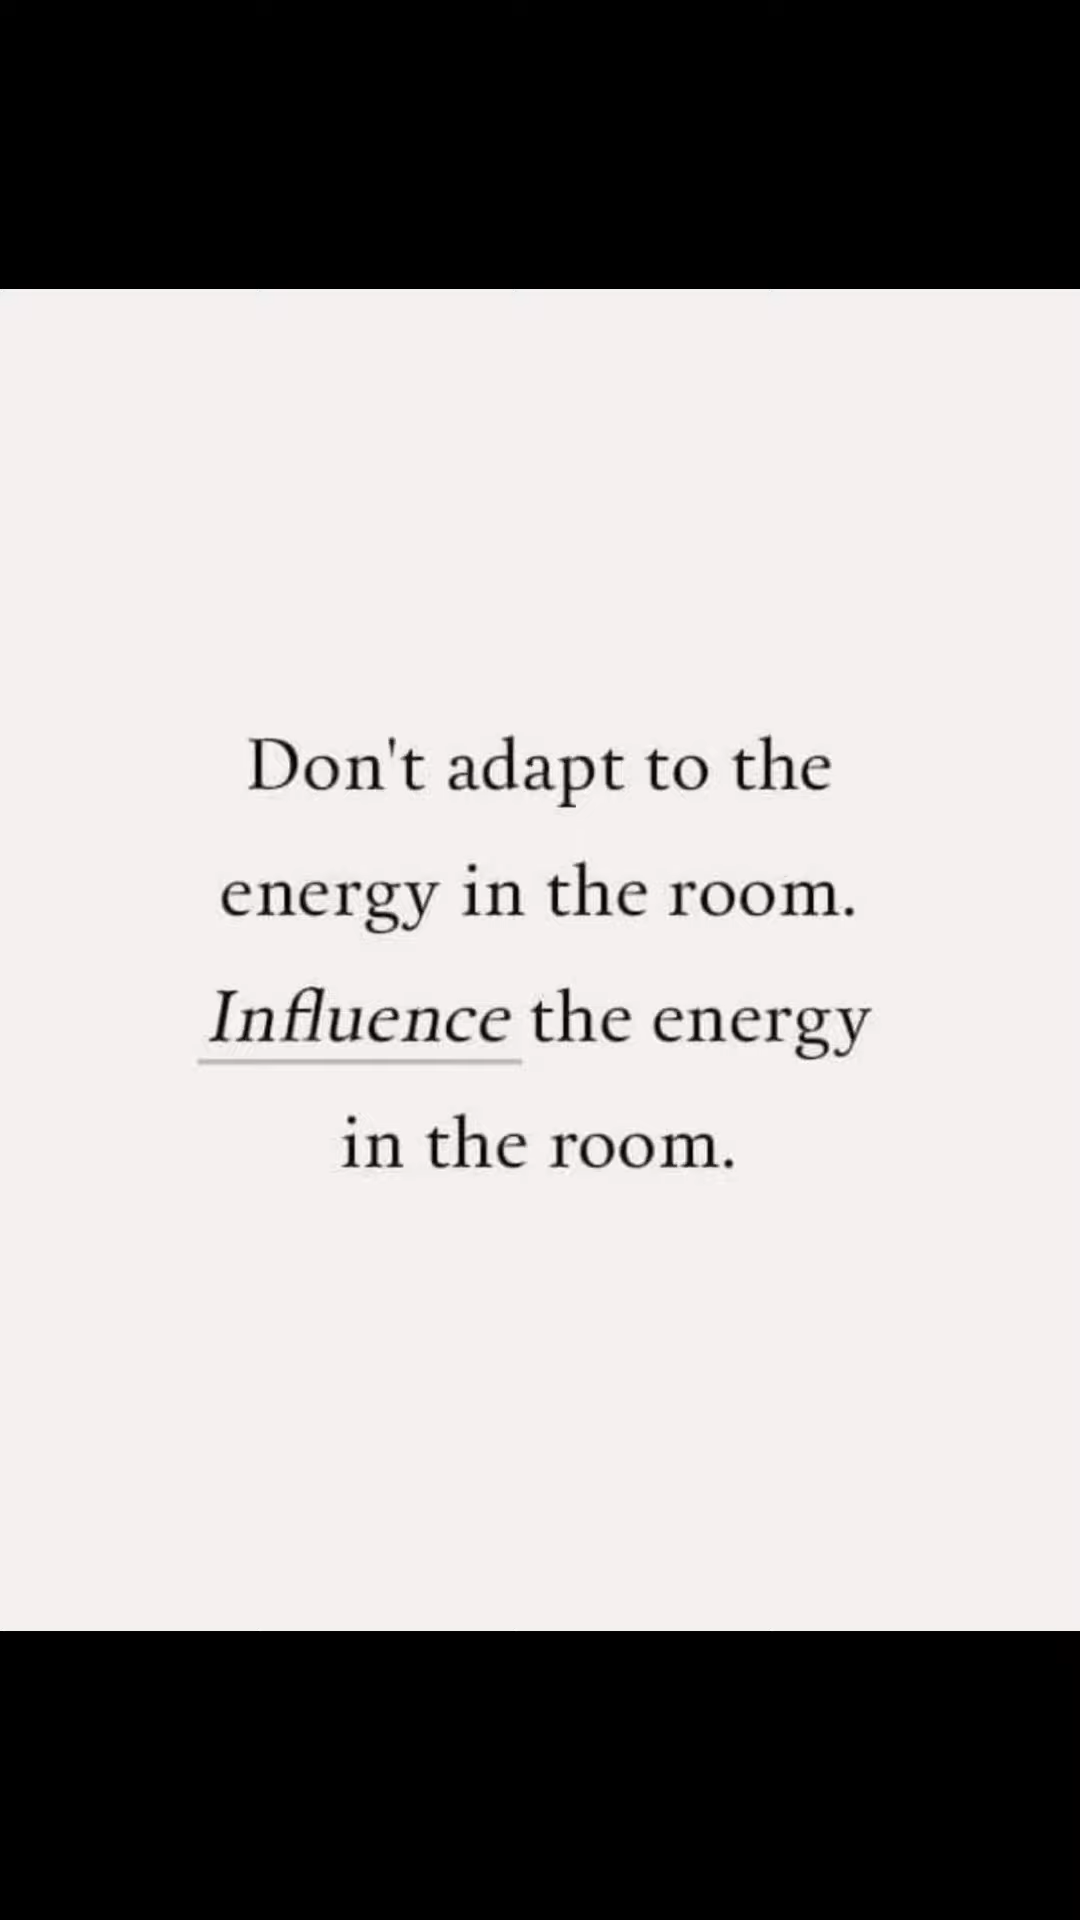 Don't adapt to the
energy in the room.
Influence the energy
in the room.